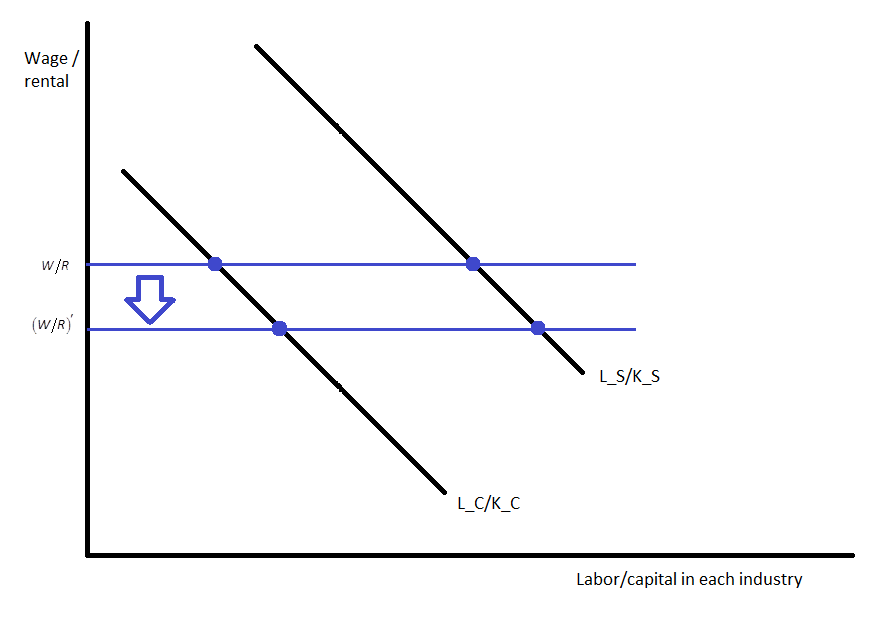 Wage /
rental
W/R
(W/R)′
L_S/K_S
L_C/K_C
Labor/capital in each industry